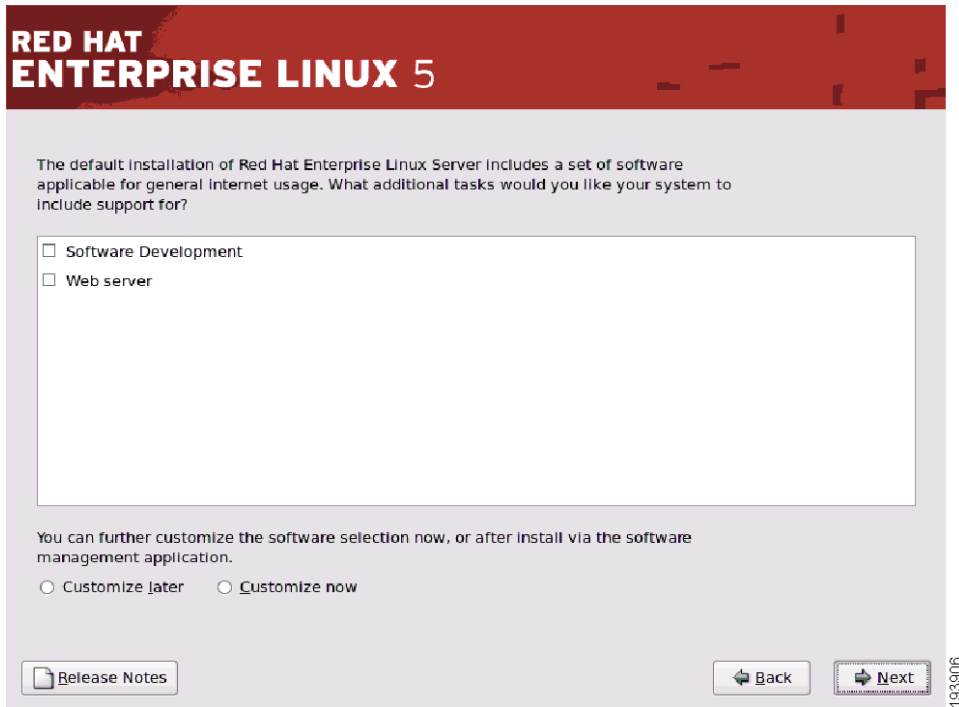 RED HAT
ENTERPRISE LINUX 5
The default installation of Red Hat Enterprise Linux Server includes a set of software
applicable for general internet usage. What additional tasks would you like your system to
include support for?
Software Development
Web server
You can further customize the software selection now, or after install via the software
management application.
Customize later Customize now
Release Notes Back Next
193906